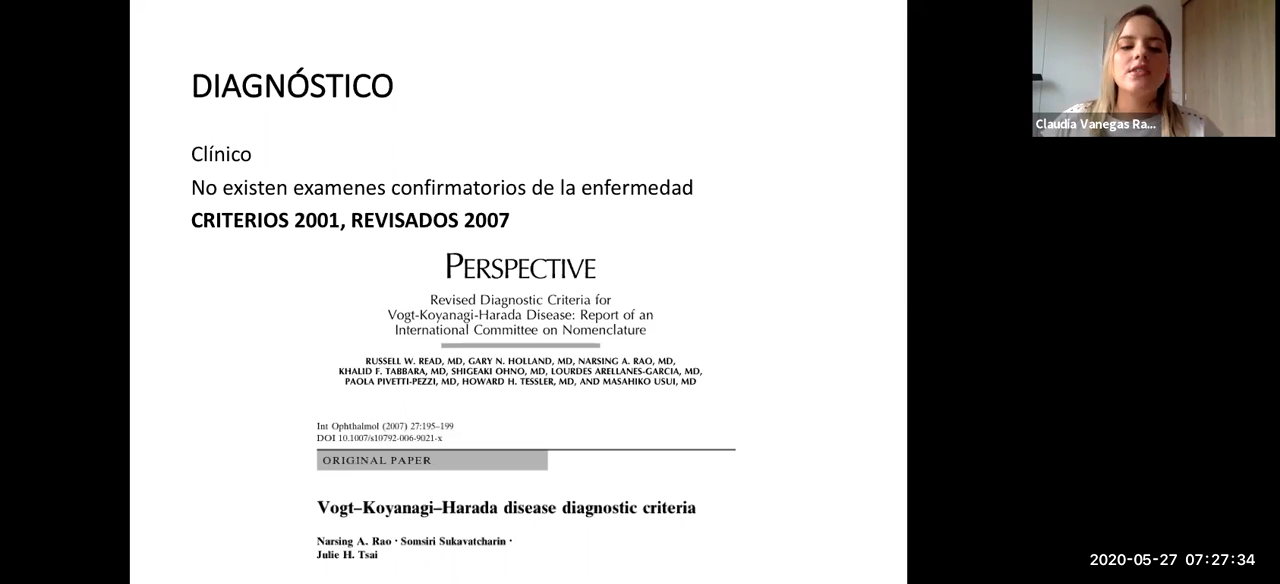 DIAGNÓSTICO
Clínico
No existen examenes confirmatorios de la enfermedad
CRITERIOS 2001, REVISADOS 2007
PERSPECTIVE
Revised Diagnostic Criteria for
Vogt-Koyanagi-Harada Disease: Report of an
International Committee on Nomenclature
RUSSELL W. READ, MD, GARY N. HOLLAND, MD, NARSING A. RAO, MD,
KHALID F. TABBARA, MD, SHIGEAKI OHNO, MD, LOURDES ARELLANES-GARCIA, MD,
PAOLA PIVETTI-PEZZI, MD, HOWARD H. TESSLER, MD, AND MASAHIKO USUI, MD
Int Ophthalmol (2007) 27:195–199
DOI 10.1007/s10792-006-9021-x
ORIGINAL PAPER
Vogt–Koyanagi–Harada disease diagnostic criteria
Narsing A. Rao · Somsiri Sukavatcharin ·
Julie H. Tsai
Claudia Vanegas Ra...
2020-05-27 07:27:34